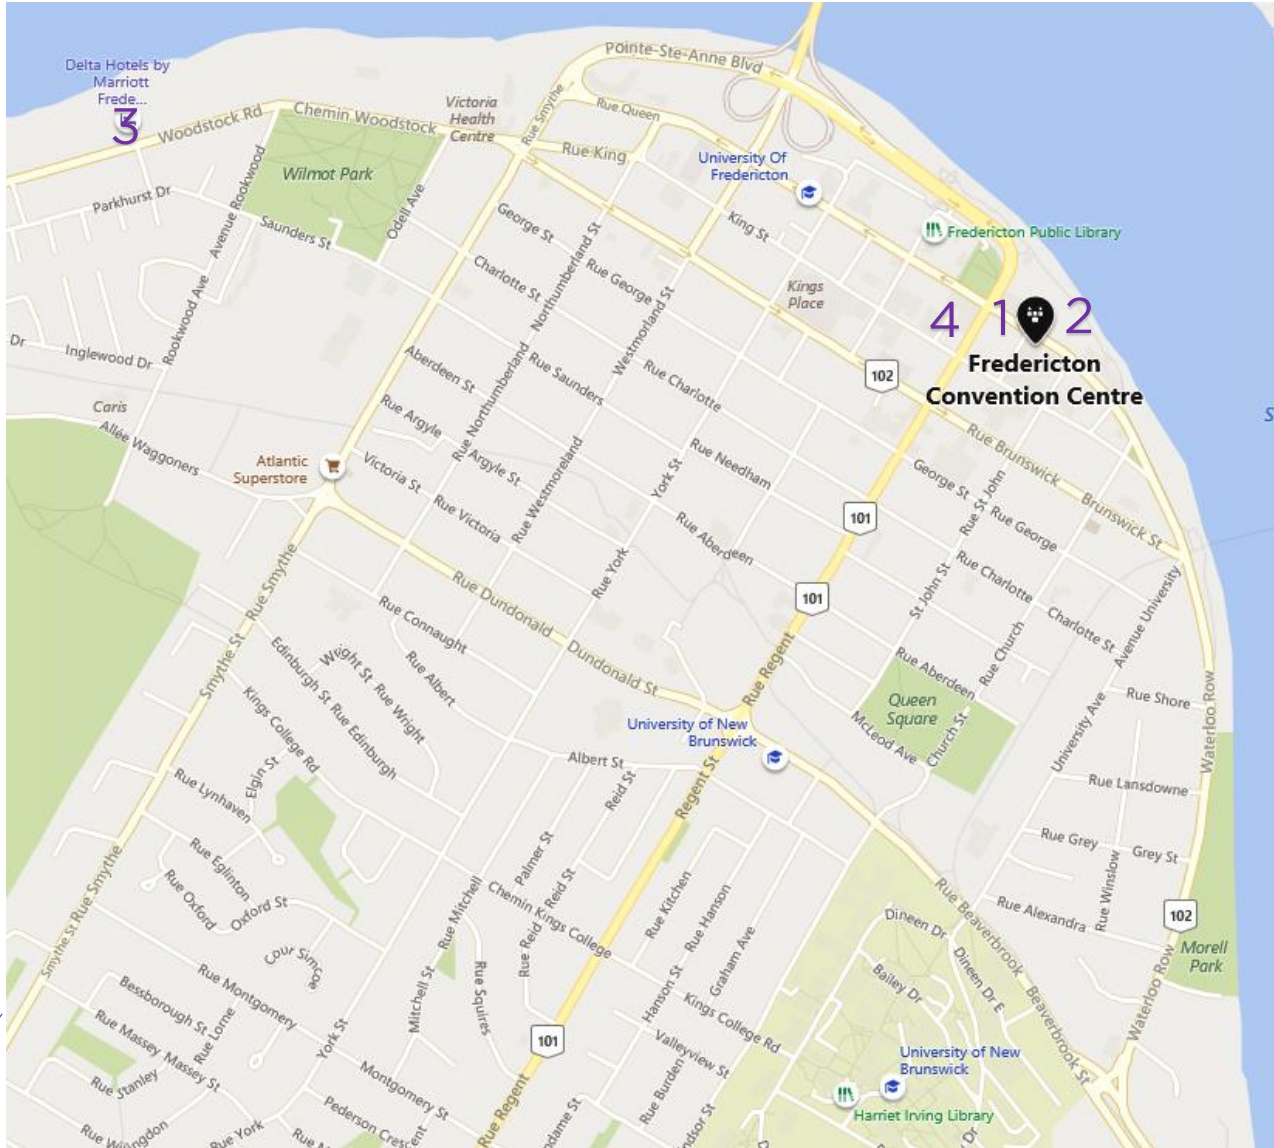 Pointe-Ste-Anne Blvd
Delta Hotels by
Marriott
Frede...
3
Woodstock Rd
Chemin Woodstock
Victoria
Health
Centre
Rue Smythe
Rue Queen
Rue King
University Of
Fredericton
Wilmot Park
Parkhurst Dr
Avenue Rookwood
Odell Ave
Saunders St
George St
King St
Fredericton Public Library
Charlotte St
Northumberland St
Rue George
Westmorland St
Kings
Place
4
1
2
Fredericton
Convention Centre
Rookwood Ave
Dr
Inglewood Dr
Aberdeen St
Rue Northumberland
Rue Saunders
Rue Charlotte
102
S
Caris
Allée Waggoners
Rue Argyle
Argyle St
Atlantic
Superstore
Victoria St
Rue Victoria
Rue Westmoreland
York St
Rue Needham
Rue Brunswick
Brunswick St
George St
Rue St John
Rue George
101
Rue Aberdeen
Rue York
Rue Smythe
Rue Dundonald
Dundonald St
Rue Connaught
101
St John St
Rue Charlotte
Charlotte St
Avenue University
Rue Church
Rue Aberdeen
Smythe St
Edinburgh St
Rue Edinburgh
Wright St
Rue Wright
Rue Albert
Rue Regent
Queen
Square
McLeod Ave
Church St
University Ave
Rue Shore
Waterloo Row
University of New
Brunswick
Kings College Rd
Albert St
Reid St
Regent St
Rue Lansdowne
Elgin St
Rue Lynhaven
Rue Eglinton
Rue Oxford
Oxford St
Palmer St
Reid St
Rue Reid
Rue Grey
Grey St
Rue Winslow
Smythe St
Rue Smythe
Rue Mitchell
Chemin Kings College
Rue Kitchen
Rue Hanson
Graham Ave
Rue Beaverbrook
Rue Alexandra
102
Dineen Dr
Cour Simcoe
Morell
Park
Rue Montgomery
Mitchell St
Rue Squires
Hanson St
Kings College Rd
Bailey Dr
Dineen Dr E
Beaverbrook St
Waterloo Row
Bessborough St
Rue Lorne
Rue Massey
Massey St
York St
101
Valleyview St
University of New
Brunswick
Rue Stanley
Montgomery St
Rue Burden
Harriet Irving Library
Pederson Crescent
Rue Regent
Rue York